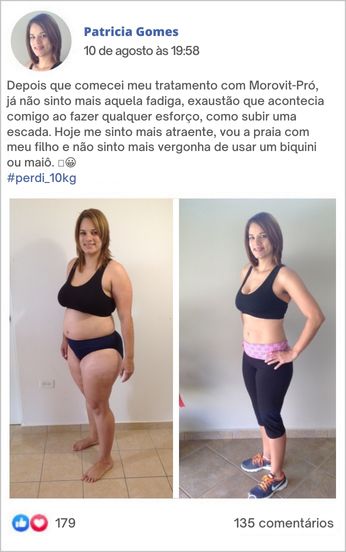 Patricia Gomes
10 de agosto às 19:58
Depois que comecei meu tratamento com Morovit-Pró,
já não sinto mais aquela fadiga, exaustão que acontecia
comigo ao fazer qualquer esforço, como subir uma
escada. Hoje me sinto mais atraente, vou a praia com
meu filho e não sinto mais vergonha de usar um biquini
ou maiô. 😀
#perdi_10kg
179
135 comentários